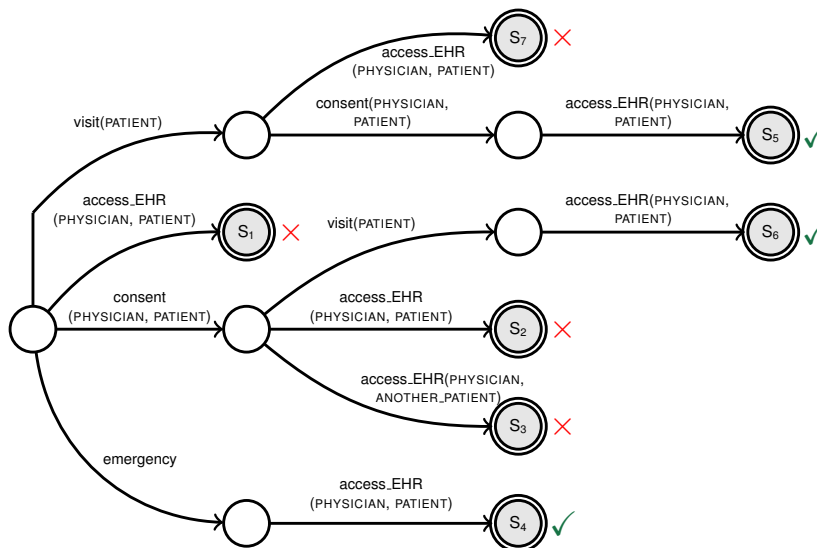 S7
access_EHR
(PHYSICIAN, PATIENT)
visit(PATIENT)
consent(PHYSICIAN,
PATIENT)
access_EHR(PHYSICIAN,
PATIENT)
S5
access_EHR
(PHYSICIAN, PATIENT)
S1
visit(PATIENT)
access_EHR(PHYSICIAN,
PATIENT)
S6
consent
(PHYSICIAN, PATIENT)
access_EHR
(PHYSICIAN, PATIENT)
S2
access_EHR(PHYSICIAN,
ANOTHER_PATIENT)
S3
emergency
access_EHR
(PHYSICIAN, PATIENT)
S4